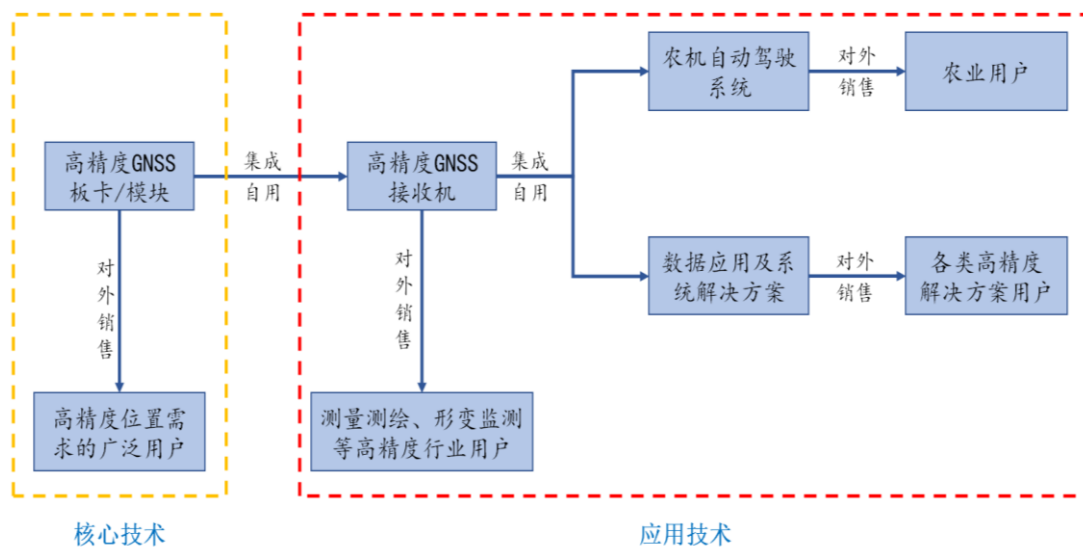 农机自动驾驶
系统
对外
销售
农业用户
高精度GNSS
板卡/模块
集成
自用
高精度GNSS
接收机
集成
自用
数据应用及系
统解决方案
对外
销售
各类高精度
解决方案用户
对
外
销
售
对
外
销
售
高精度位置需
求的广泛用户
测量测绘、形变监测
等高精度行业用户
核心技术
应用技术